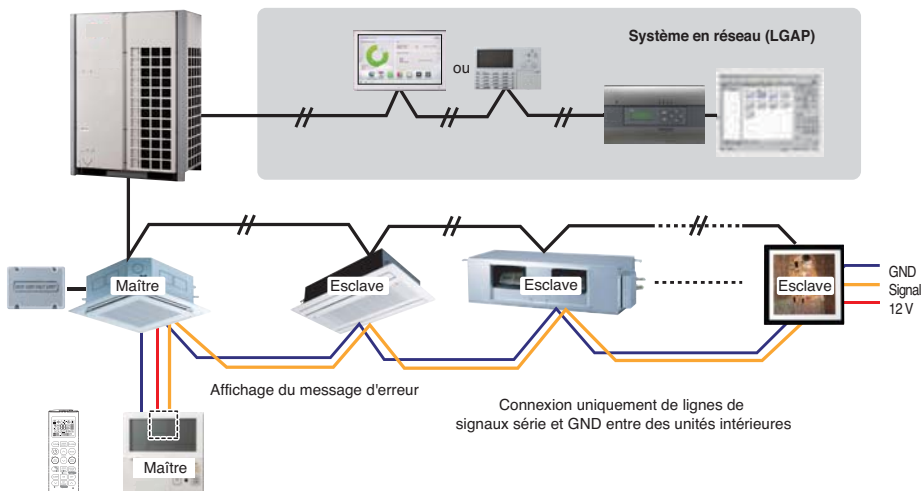 Système en réseau (LGAP)
ou
Maître
Esclave
Esclave
Esclave
GND
Signal
12 V
Affichage du message d'erreur
Connexion uniquement de lignes de
signaux série et GND entre des unités intérieures
Maître